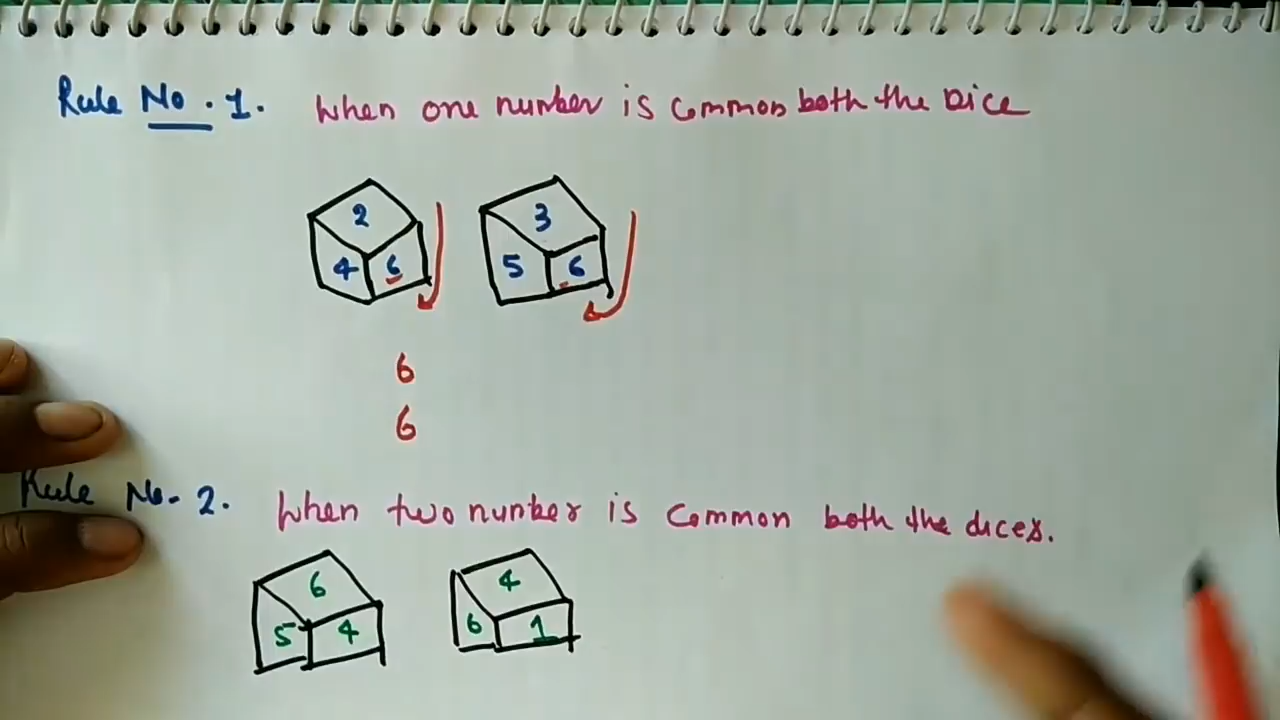 Rule No. 1. When one number is common both the Dice
2 3
4 6 5 6
6
6
Rule No. 2. When two number is common both the dices.
6 4
5 4 6 1